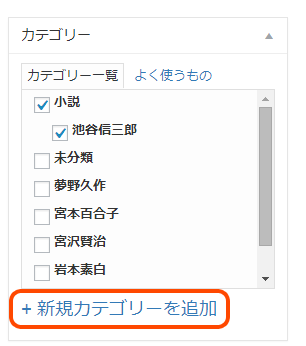 カテゴリー
カテゴリー一覧 よく使うもの
小説
池谷信三郎
未分類
夢野久作
宮本百合子
宮沢賢治
岩本素白
+ 新規カテゴリーを追加